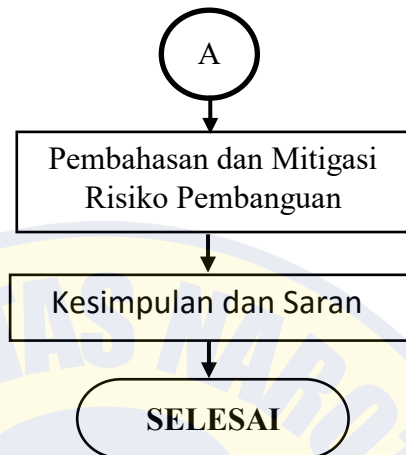 A
Pembahasan dan Mitigasi
Risiko Pembanguan
Kesimpulan dan Saran
SELESAI